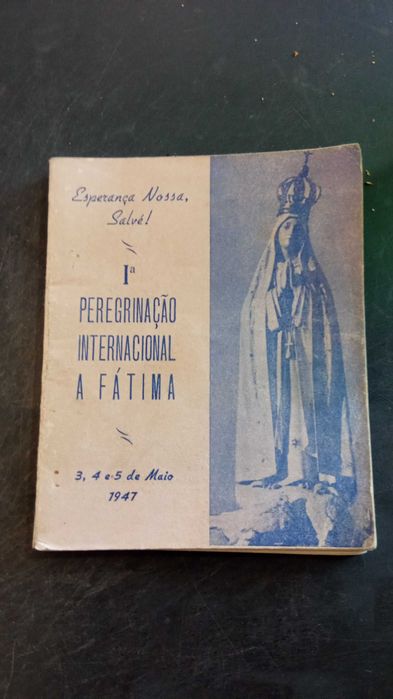 Esperança Nossa,
Salvé!
Iª
PEREGRINAÇÃO
INTERNACIONAL
A FÁTIMA
3, 4 e 5 de Maio
1947